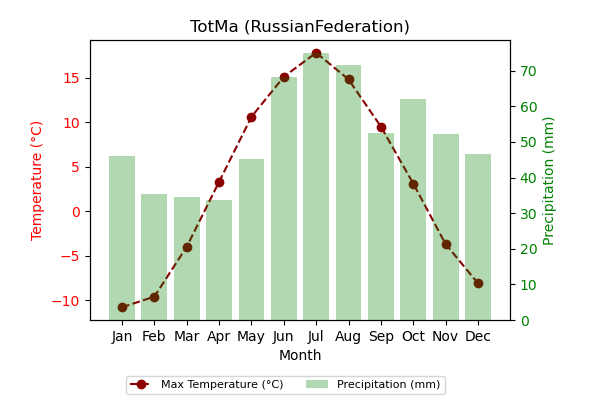 TotMa (RussianFederation)
15
10
5
0
−5
−10
Temperature (°C)
70
60
50
40
30
20
10
0
Precipitation (mm)
Jan Feb Mar Apr May Jun Jul Aug Sep Oct Nov Dec
Month
Max Temperature (°C) Precipitation (mm)